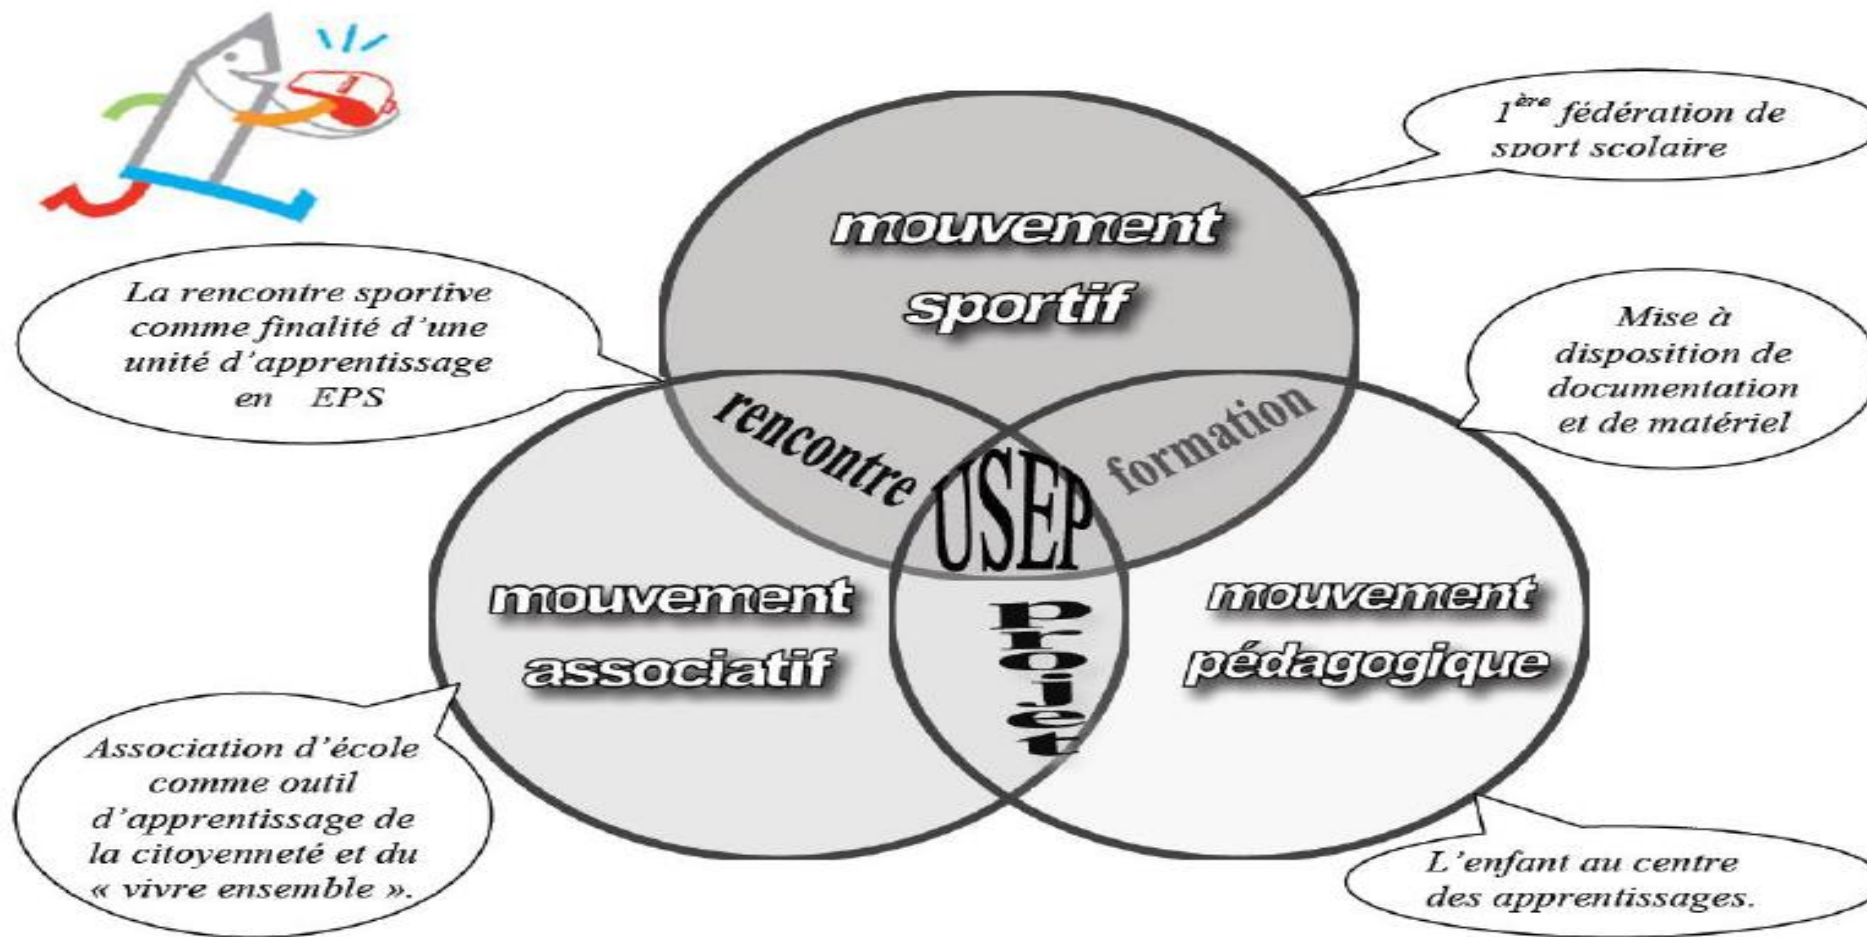 1ère fédération de
sport scolaire
mouvement
sportif
La rencontre sportive
comme finalité d'une
unité d'apprentissage
en EPS
Mise à
disposition de
documentation
et de matériel
rencontre
formation
USEP
mouvement
associatif
projet
mouvement
pédagogique
Association d'école
comme outil
d'apprentissage de
la citoyenneté et du
« vivre ensemble ».
L'enfant au centre
des apprentissages.